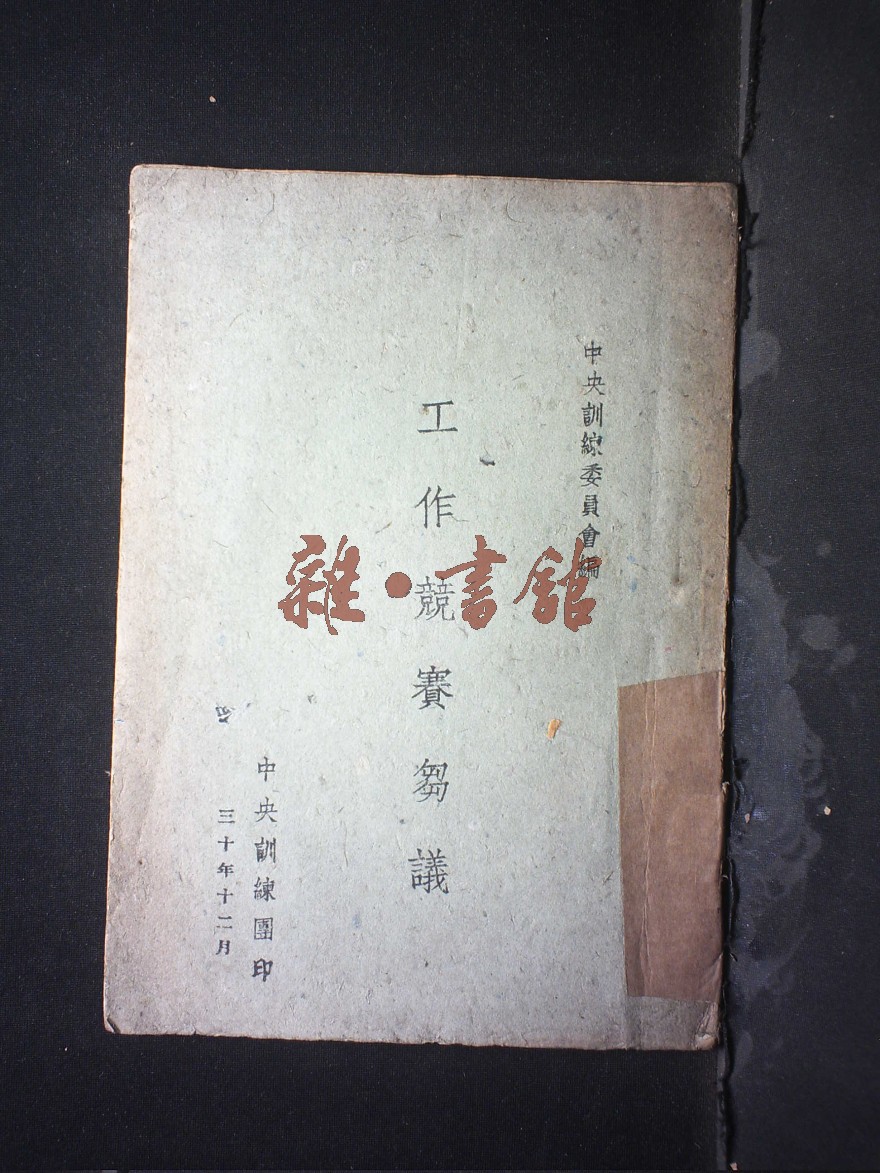 中央訓練委員會編
工作競賽芻議
中央訓練團印
三十年十二月
雜·書館